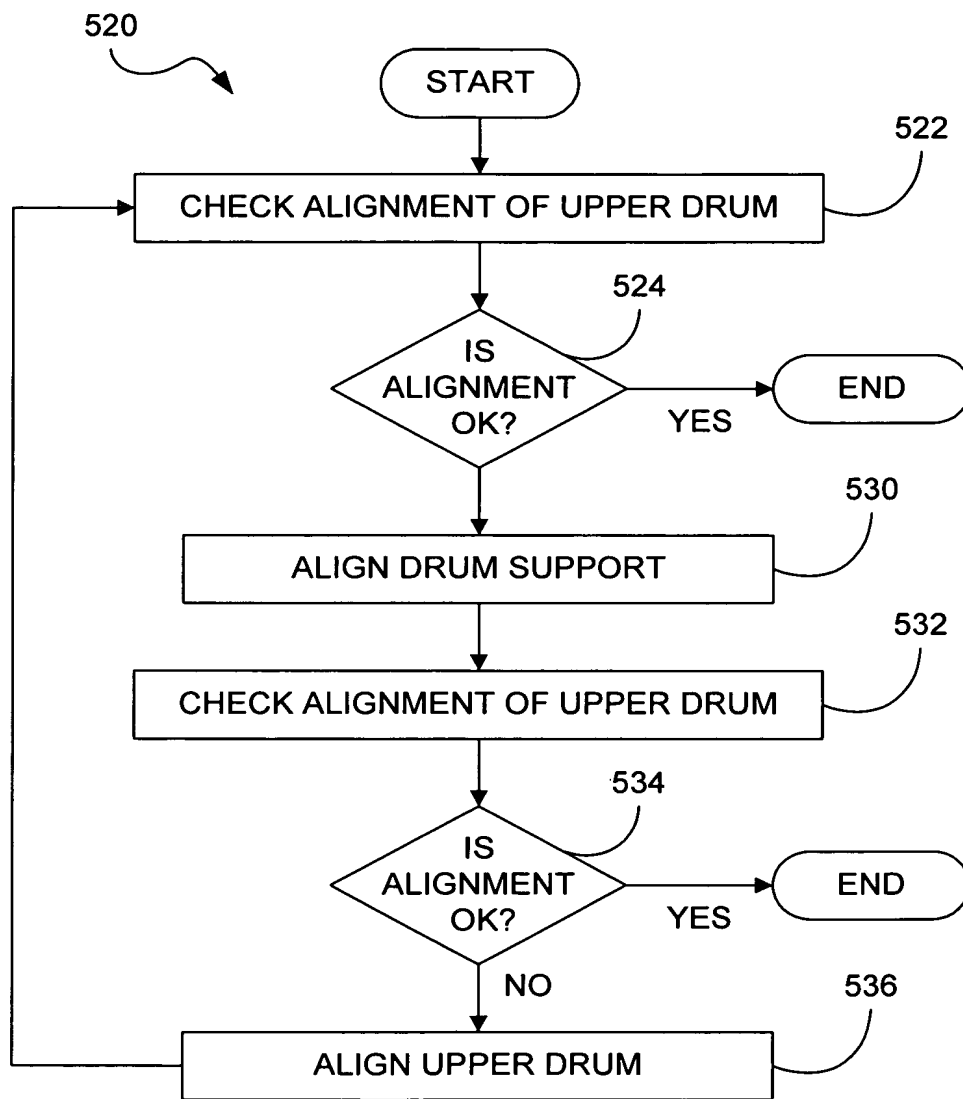 520
START
522
CHECK ALIGNMENT OF UPPER DRUM
524
IS
ALIGNMENT
OK?
YES
END
530
ALIGN DRUM SUPPORT
532
CHECK ALIGNMENT OF UPPER DRUM
534
IS
ALIGNMENT
OK?
YES
END
NO
536
ALIGN UPPER DRUM